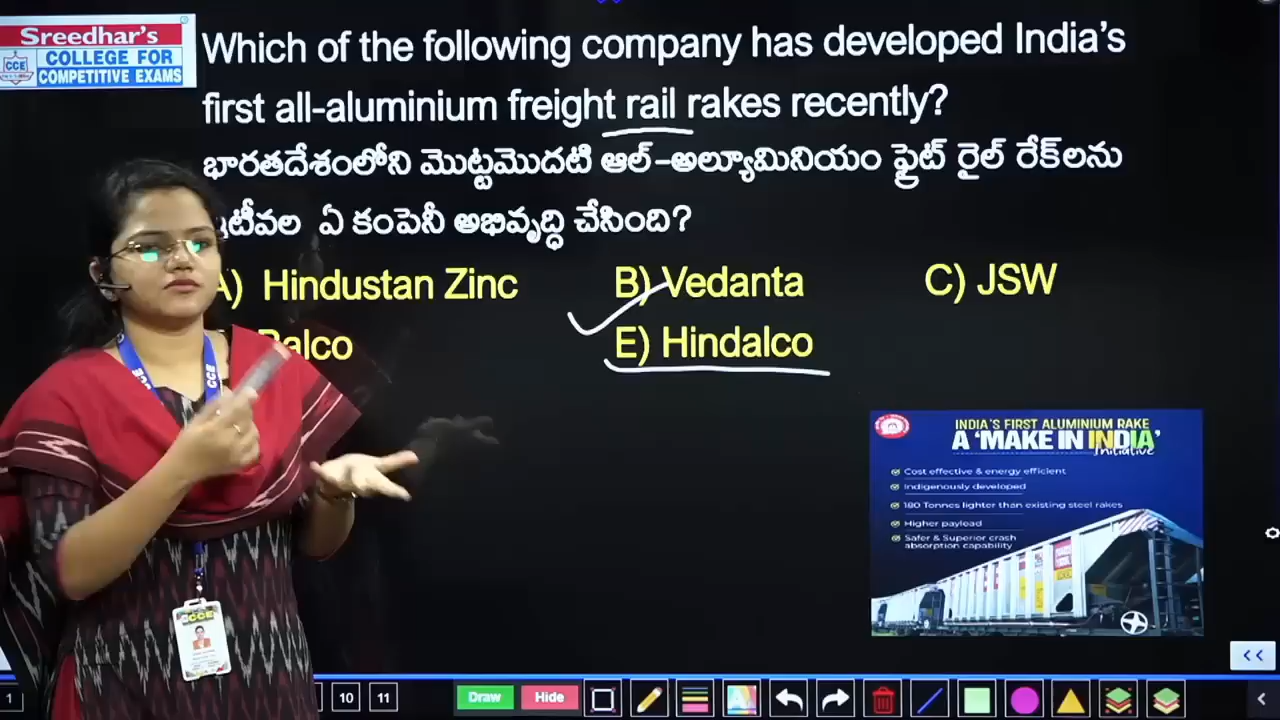 Sreedhar's
CCE
COLLEGE FOR
COMPETITIVE EXAMS
Which of the following company has developed India's
first all-aluminium freight rail rakes recently?
భారతదేశంలోని మొట్టమొదటి ఆల్-అల్యూమినియం ఫ్రైట్ రైల్ రేక్‌లను
ఏ కంపెనీ అభివృద్ధి చేసింది?
A) Hindustan Zinc B) Vedanta C) JSW
E) Hindalco
INDIA'S FIRST ALUMINIUM RAKE
A 'MAKE IN INDIA'
Initiative
Cost effective & energy efficient
Indigenously developed
180 Tonnes lighter than existing steel rakes
Higher payload
Safer & Superior crash
absorption capability
CCE
CCE
<<
1 10 11 Draw Hide